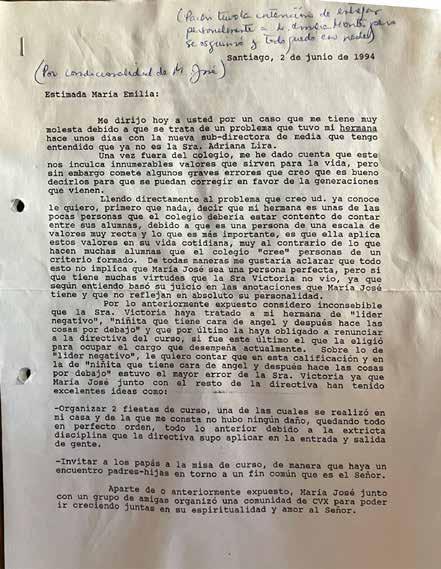 (Paun tuvo la intención de entregar
personalmente a la Emilia Montt, pero
se asumió y todo quedó en nada)
Santiago, 2 de junio de 1994
(Por condicionalidad de M. José)
Estimada María Emilia:
Me dirijo hoy a usted por un caso que me tiene muy
molesta debido a que se trata de un problema que tuvo mi hermana
hace unos días con la nueva sub-directora de media que tengo
entendido que ya no es la Sra. Adriana Lira.
Una vez fuera del colegio, me he dado cuenta que este
nos inculca innumerables valores que sirven para la vida, pero
sin embargo comete algunos graves errores que creo que es bueno
decirlos para que se puedan corregir en favor de la generaciones
que vienen.
Llendo directamente al problema que creo ud. ya conoce
le quiero, primero que nada, decir que mi hermana es unas de las
pocas personas que el colegio debería estar contento de contar
entre sus alumnas, debido a que es una persona de una escala de
valores muy recta y lo que es más importante, es que ella aplica
estos valores en su vida cotidiana, muy al contrario de lo que
hacen muchas alumnas que el colegio "cree" personas de un
criterio formado. De todas maneras me gustaría aclarar que todo
esto no implica que María José sea una persona perfecta, pero si
que tiene muchas virtudes que la Sra Victoria no vio, ya que
según entiendo basó su juicio en las anotaciones que María José
tiene y que no reflejan en absoluto su personalidad.
Por lo anteriormente expuesto considero inconsebible
que la Sra. Victoria haya tratado a mi hermana de "líder
negativo", "niñita que tiene cara de angel y después hace las
cosas por debajo" y que por último la haya obligado a renunciar
a la directiva del curso, si fue este último el que la eligió
para ocupar el cargo que desempeña actualmente. Sobre lo de
"lider negativo", le quiero contar que en esta calificación y en
la de "niñita que tiene cara de angel y después hace las cosas
por debajo" estuvo el mayor error de la Sra. Victoria ya que
María José junto con el resto de la directiva han tenido
excelentes ideas como:
-Organizar 2 fiestas de curso, una de las cuales se realizó en
mi casa y de la que me consta no hubo ningún daño, quedando todo
en perfecto orden, todo lo anterior debido a la extricta
disciplina que la directiva supo aplicar en la entrada y salida
de gente.
-Invitar a los papás a la misa de curso, de manera que haya un
encuentro padres-hijas en torno a un fin común que es el Señor.
Aparte de o anteriormente expuesto, María José junto
con un grupo de amigas organizó una comunidad de CVX para poder
ir creciendo juntas en su espiritualidad y amor al Señor.